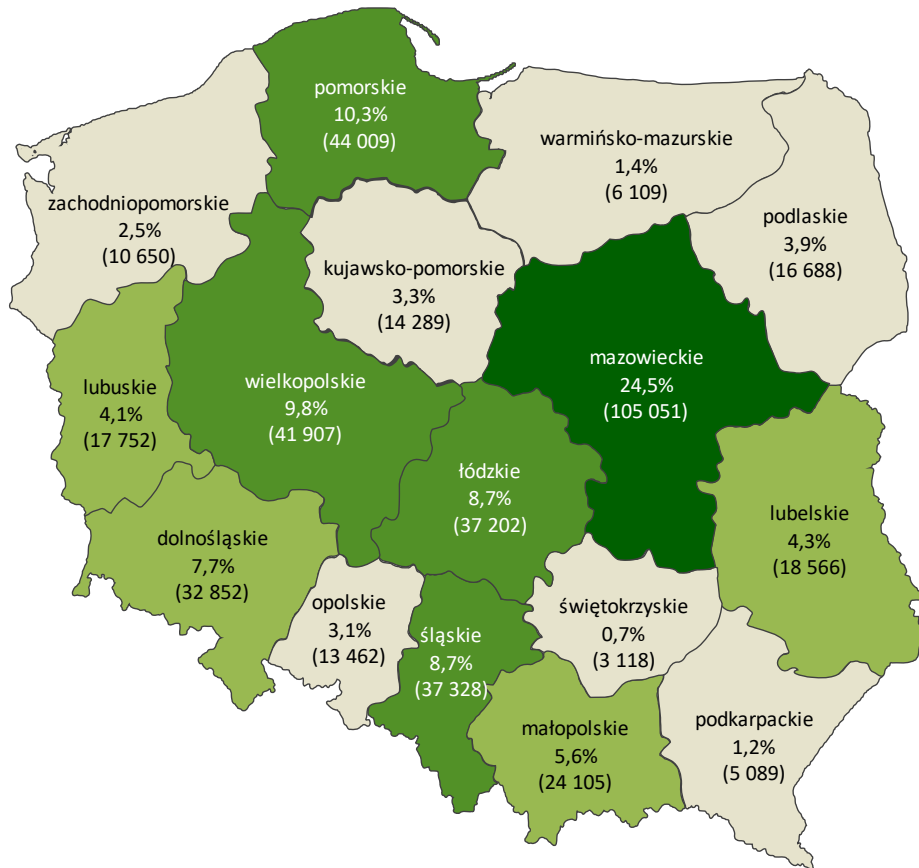 pomorskie
10,3%
(44 009)
warmińsko-mazurskie
1,4%
(6 109)
zachodniopomorskie
2,5%
(10 650)
podlaskie
3,9%
(16 688)
kujawsko-pomorskie
3,3%
(14 289)
mazowieckie
24,5%
(105 051)
lubuskie
4,1%
(17 752)
wielkopolskie
9,8%
(41 907)
łódzkie
8,7%
(37 202)
lubelskie
4,3%
(18 566)
dolnośląskie
7,7%
(32 852)
opolskie
3,1%
(13 462)
śląskie
8,7%
(37 328)
świętokrzyskie
0,7%
(3 118)
małopolskie
5,6%
(24 105)
podkarpackie
1,2%
(5 089)